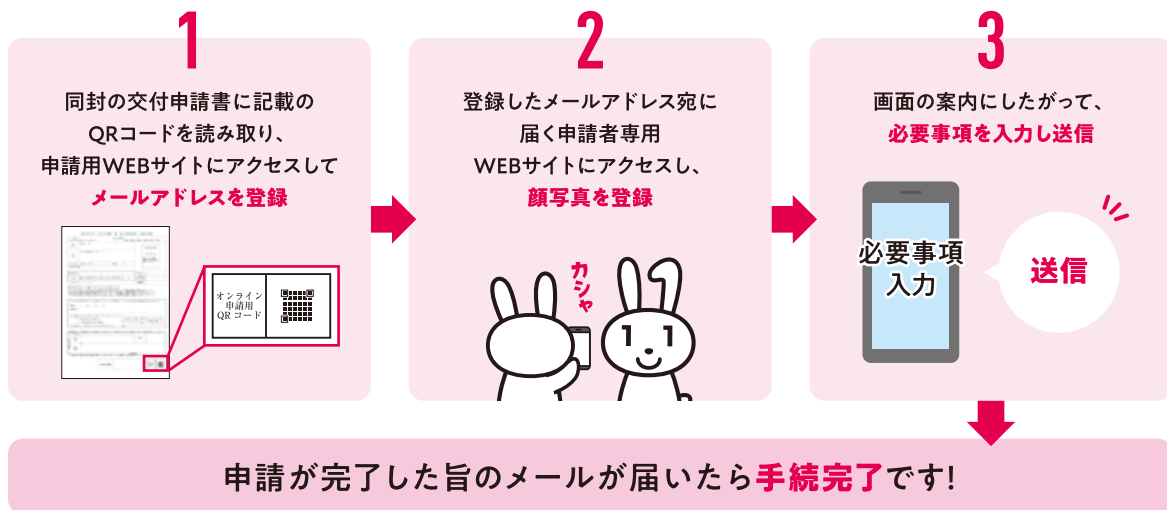 1
同封の交付申請書に記載の
QRコードを読み取り、
申請用WEBサイトにアクセスして
メールアドレスを登録
オンライン
申請用
QRコード
2
登録したメールアドレス宛に
届く申請者専用
WEBサイトにアクセスし、
顔写真を登録
カシャ
3
画面の案内にしたがって、
必要事項を入力し送信
必要事項
入力
送信
申請が完了した旨のメールが届いたら手続完了です!